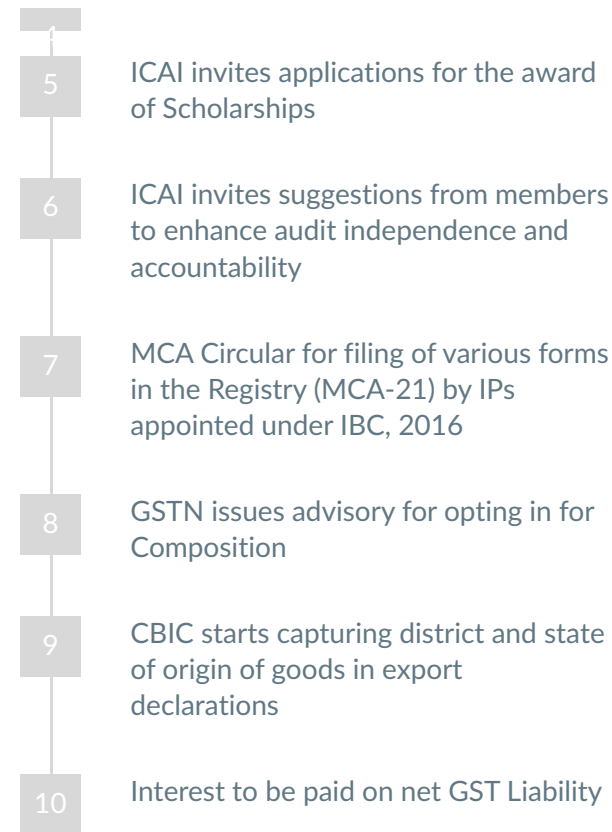 4
5
ICAI invites applications for the award
of Scholarships
6
ICAI invites suggestions from members
to enhance audit independence and
accountability
7
MCA Circular for filing of various forms
in the Registry (MCA-21) by IPs
appointed under IBC, 2016
8
GSTN issues advisory for opting in for
Composition
9
CBIC starts capturing district and state
of origin of goods in export
declarations
10
Interest to be paid on net GST Liability